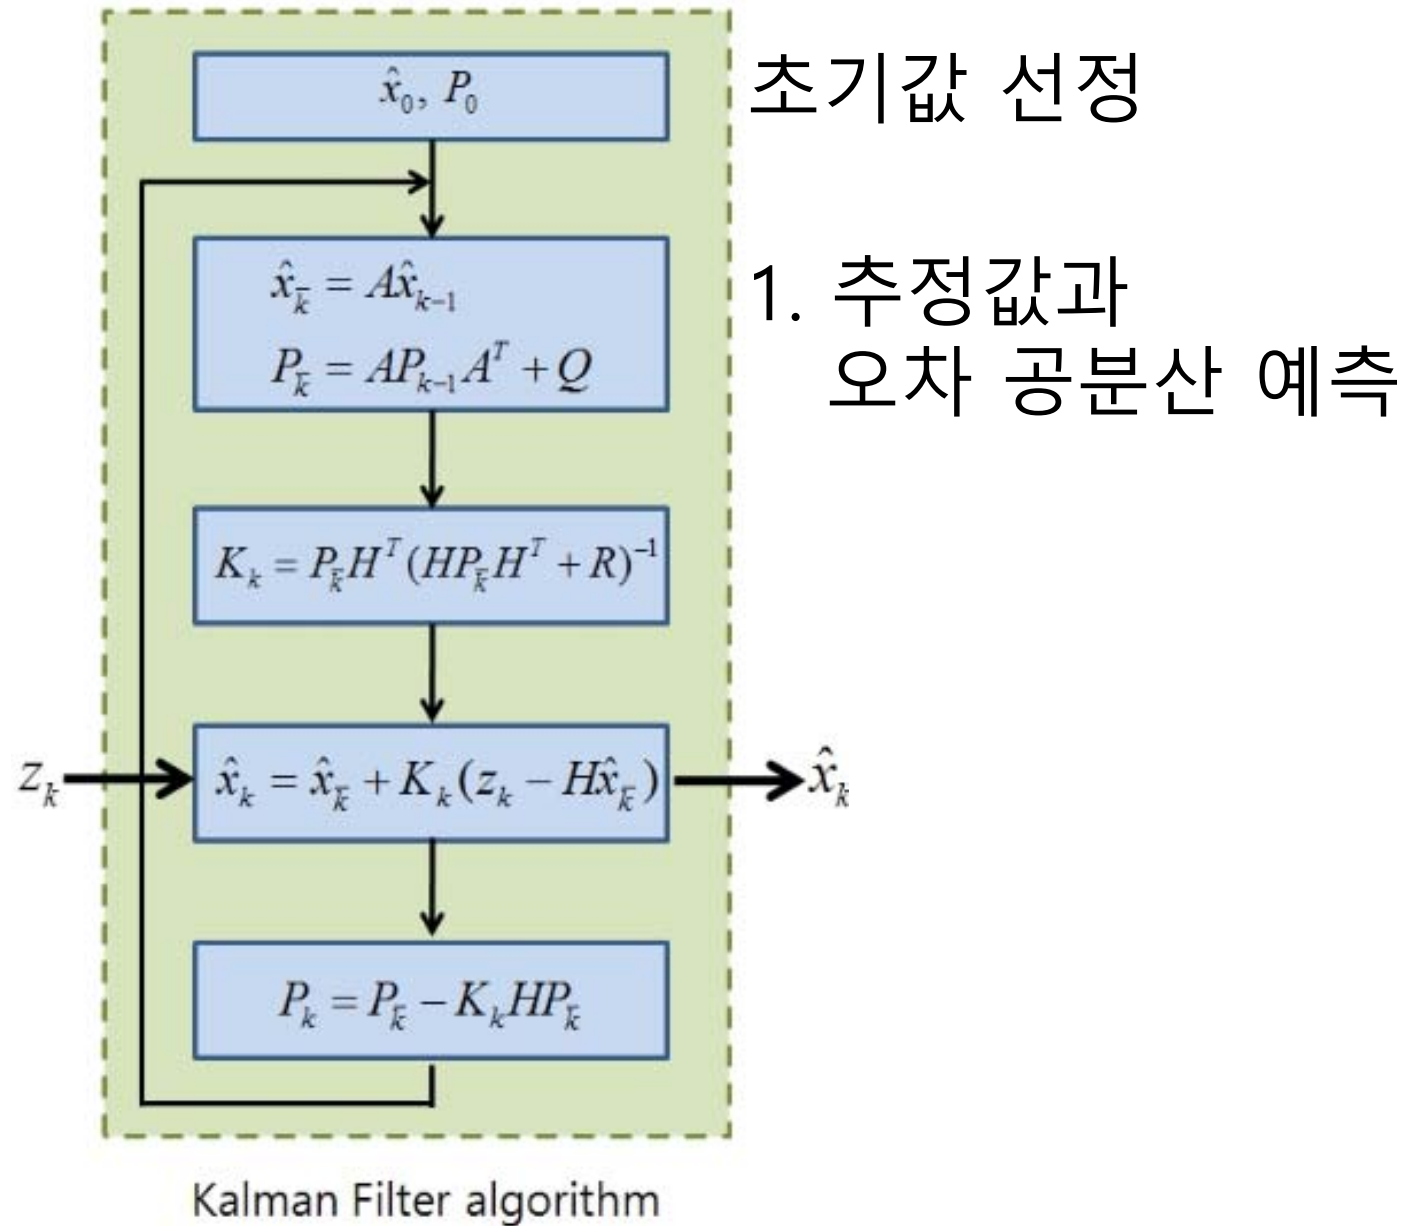 x̂₀, P₀
초기값 선정
x̂_k̄ = Ax̂_{k−1}
P_k̄ = AP_{k−1}A^T + Q
1. 추정값과
오차 공분산 예측
K_k = P_k̄H^T(HP_k̄H^T + R)^{−1}
z_k
x̂_k = x̂_k̄ + K_k(z_k − Hx̂_k̄)
x̂_k
P_k = P_k̄ − K_kHP_k̄
Kalman Filter algorithm